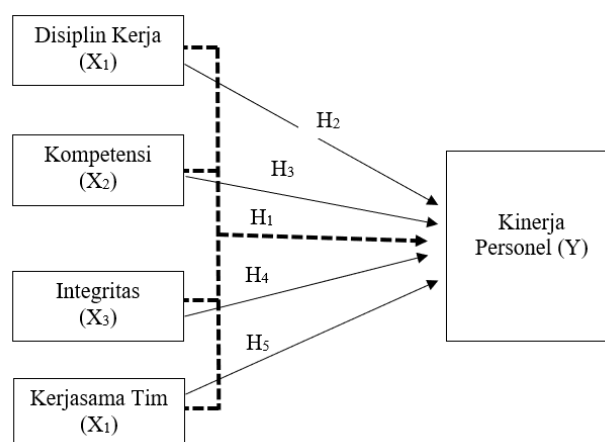 Disiplin Kerja
(X₁)
H₂
Kompetensi
(X₂)
H₃
H₁
Kinerja
Personel (Y)
Integritas
(X₃)
H₄
H₅
Kerjasama Tim
(X₁)